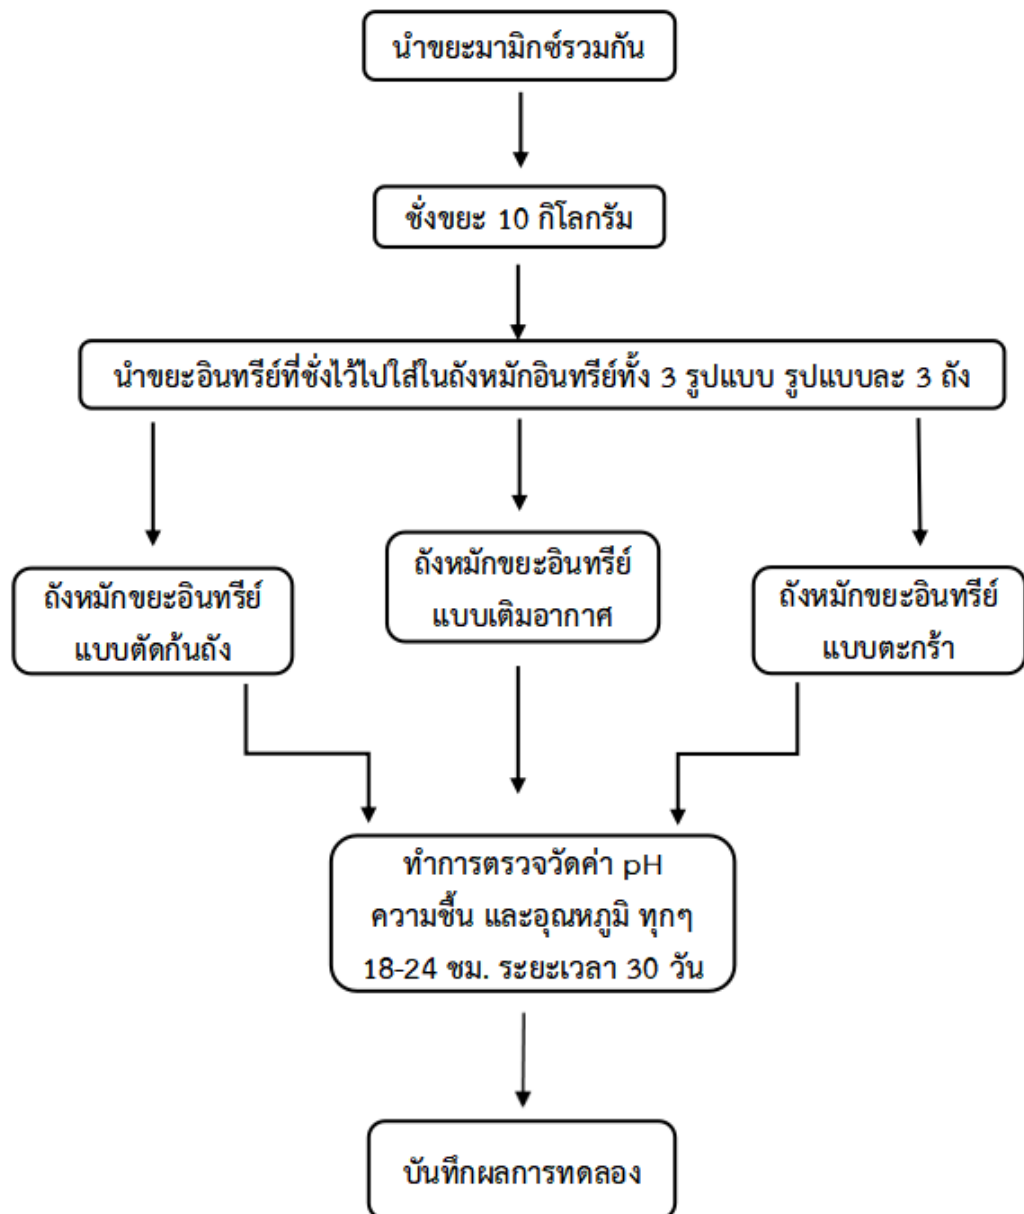 นำขยะมามิกซ์รวมกัน
ชั่งขยะ 10 กิโลกรัม
นำขยะอินทรีย์ที่ชั่งไว้ไปใส่ในถังหมักอินทรีย์ทั้ง 3 รูปแบบ รูปแบบละ 3 ถัง
ถังหมักขยะอินทรีย์
แบบตัดก้นถัง
ถังหมักขยะอินทรีย์
แบบเติมอากาศ
ถังหมักขยะอินทรีย์
แบบตะกร้า
ทำการตรวจวัดค่า pH
ความชื้น และอุณหภูมิ ทุกๆ
18-24 ชม. ระยะเวลา 30 วัน
บันทึกผลการทดลอง